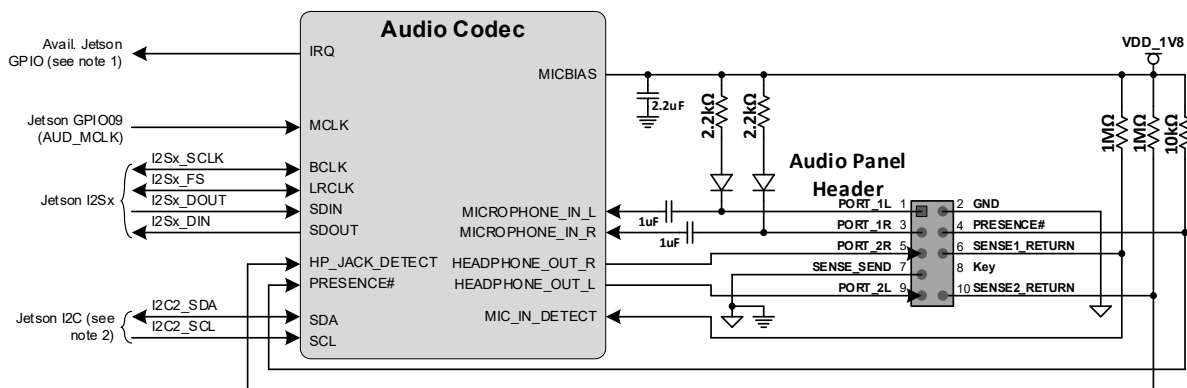 Audio Codec
Avail. Jetson
GPIO (see note 1)
IRQ
MICBIAS
VDD_1V8
2.2uF
2.2kΩ
2.2kΩ
1MΩ
1MΩ
10kΩ
Jetson GPIO09
(AUD_MCLK)
MCLK
Jetson I2Sx
I2Sx_SCLK
I2Sx_FS
I2Sx_DOUT
I2Sx_DIN
BCLK
LRCLK
SDIN
SDOUT
Audio Panel
Header
MICROPHONE_IN_L
MICROPHONE_IN_R
1uF
1uF
HEADPHONE_OUT_R
HEADPHONE_OUT_L
MIC_IN_DETECT
PORT_1L 1
PORT_1R 3
PORT_2R 5
SENSE_SEND 7
PORT_2L 9
2 GND
4 PRESENCE#
6 SENSE1_RETURN
8 Key
10 SENSE2_RETURN
HP_JACK_DETECT
PRESENCE#
Jetson I2C (see
note 2)
I2C2_SDA
I2C2_SCL
SDA
SCL